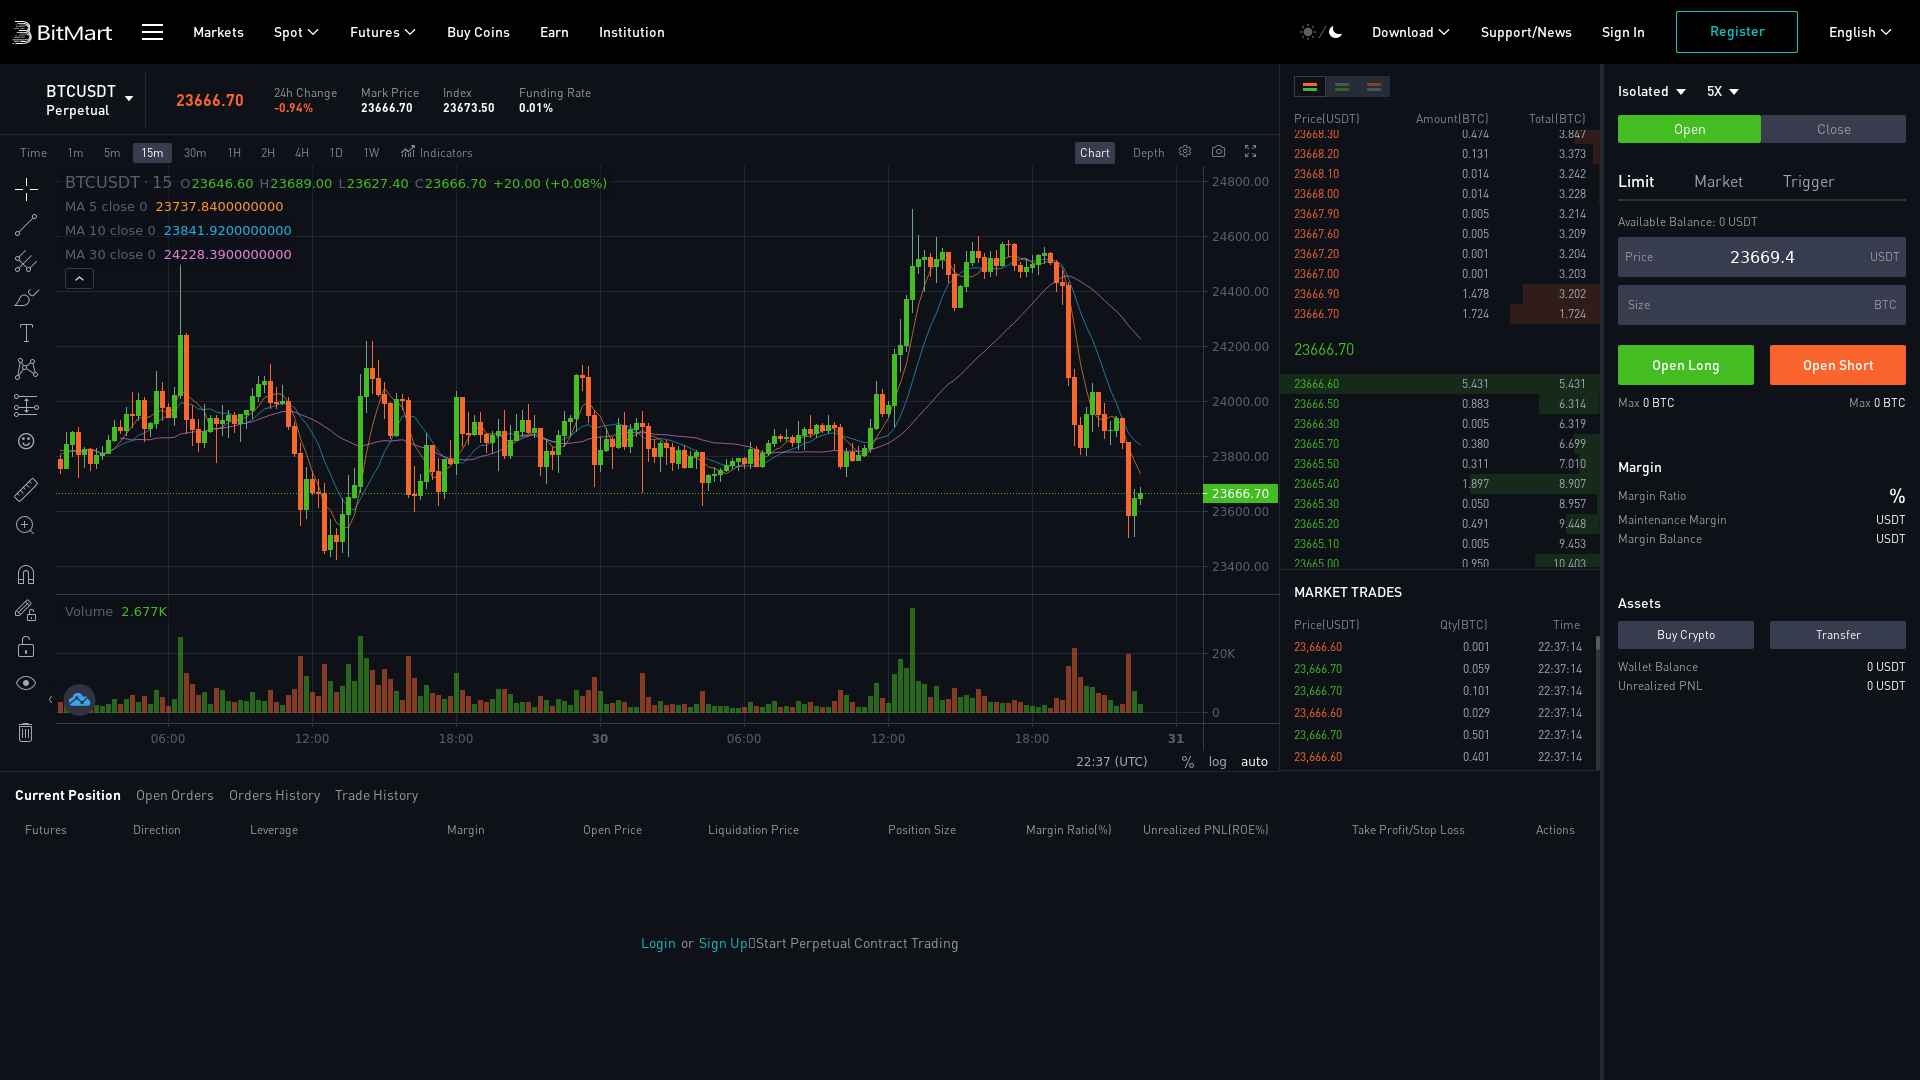 BitMart Markets Spot Futures Buy Coins Earn Institution Download Support/News Sign In Register English
BTCUSDT
Perpetual
23666.70
24h Change
-0.94%
Mark Price
23666.70
Index
23673.50
Funding Rate
0.01%
Time 1m 5m 15m 30m 1H 2H 4H 1D 1W Indicators Chart Depth
BTCUSDT · 15 O23646.60 H23689.00 L23627.40 C23666.70 +20.00 (+0.08%)
MA 5 close 0 23737.8400000000
MA 10 close 0 23841.9200000000
MA 30 close 0 24228.3900000000
24800.00
24600.00
24400.00
24200.00
24000.00
23800.00
23666.70
23600.00
23400.00
Volume 2.677K
20K
0
06:00 12:00 18:00 30 06:00 12:00 18:00 31
22:37 (UTC) % log auto
Price(USDT) Amount(BTC) Total(BTC)
23668.30 0.474 3.847
23668.20 0.131 3.373
23668.10 0.014 3.242
23668.00 0.014 3.228
23667.90 0.005 3.214
23667.60 0.005 3.209
23667.20 0.001 3.204
23667.00 0.001 3.203
23666.90 1.478 3.202
23666.70 1.724 1.724
23666.70
23666.60 5.431 5.431
23666.50 0.883 6.314
23666.30 0.005 6.319
23665.70 0.380 6.699
23665.50 0.311 7.010
23665.40 1.897 8.907
23665.30 0.050 8.957
23665.20 0.491 9.448
23665.10 0.005 9.453
23665.00 0.950 10.403
MARKET TRADES
Price(USDT) Qty(BTC) Time
23,666.60 0.001 22:37:14
23,666.70 0.059 22:37:14
23,666.70 0.101 22:37:14
23,666.60 0.029 22:37:14
23,666.70 0.501 22:37:14
23,666.60 0.401 22:37:14
Isolated 5X
Open Close
Limit Market Trigger
Available Balance: 0 USDT
Price 23669.4 USDT
Size BTC
Open Long Open Short
Max 0 BTC Max 0 BTC
Margin
Margin Ratio %
Maintenance Margin USDT
Margin Balance USDT
Assets
Buy Crypto Transfer
Wallet Balance 0 USDT
Unrealized PNL 0 USDT
Current Position Open Orders Orders History Trade History
Futures Direction Leverage Margin Open Price Liquidation Price Position Size Margin Ratio(%) Unrealized PNL(ROE%) Take Profit/Stop Loss Actions
Login or Sign Up Start Perpetual Contract Trading